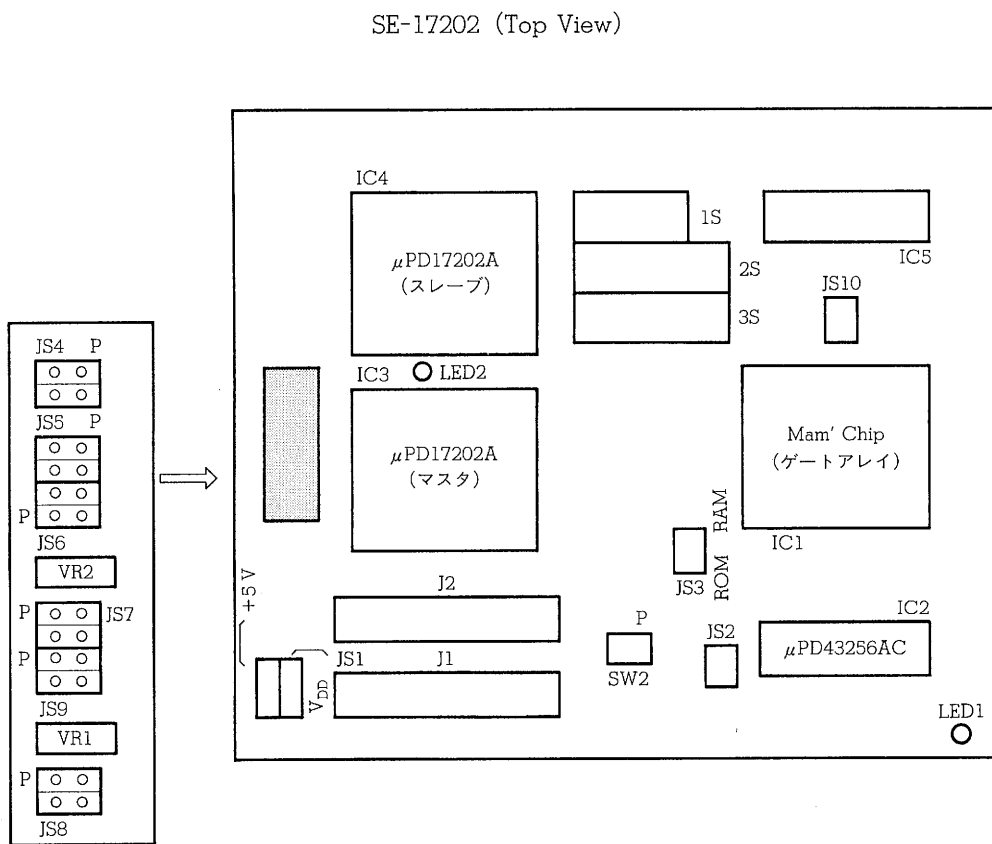 SE-17202 (Top View)
IC4
μPD17202A
(スレーブ)
1S
2S
3S
IC5
JS10
JS4 P
JS5 P
P
JS6
VR2
P
JS7
P
JS9
VR1
P
JS8
IC3
LED2
μPD17202A
(マスタ)
Mam' Chip
(ゲートアレイ)
IC1
RAM
ROM
JS3
+5 V
J2
JS1
J1
VDD
P
SW2
JS2
IC2
μPD43256AC
LED1